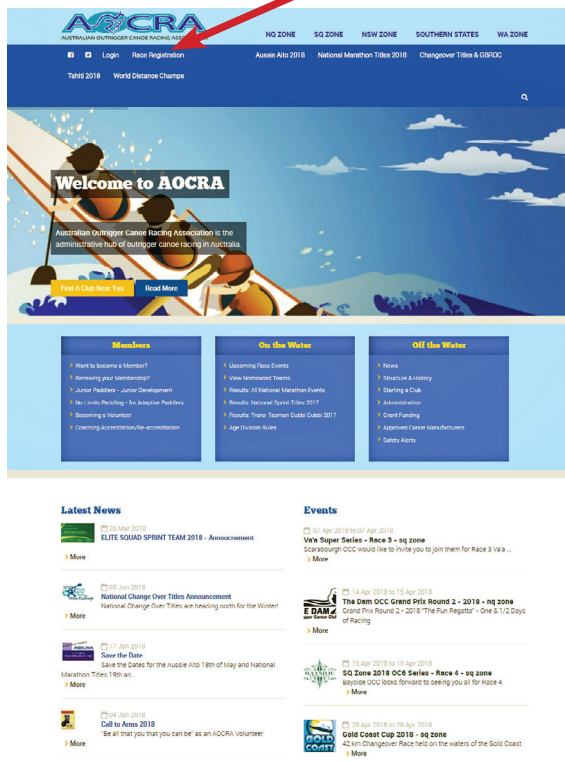 AOCRA
AUSTRALIAN OUTRIGGER CANOE RACING
NQ ZONE SQ ZONE NSW ZONE SOUTHERN STATES WA ZONE
Login Race Registration Aussie Aito 2018 National Marathon Titles 2018 Changeover Titles & GBROC
Tahiti 2018 World Distance Champs
Welcome to AOCRA
Australian Outrigger Canoe Racing Association is the
administrative hub of outrigger canoe racing in Australia.
Find A Club Near You Read More
Members
Want to become a Member?
Renewing your Membership?
Junior Paddlers - Junior Development
No Limits Paddling - for Adaptive Paddlers
Becoming a Volunteer
Coaching Accreditation/Re-accreditation
On the Water
Upcoming Race Events
View Nominated Teams
Results: All National Marathon Events
Results: National Sprint Titles 2017
Results: Trans Tasman Gubbi Gubbi 2017
Age Division Rules
Off the Water
News
Structure & History
Starting a Club
Administration
Grant Funding
Approved Canoe Manufacturers
Safety Alerts
Latest News
26 Mar 2018
ELITE SQUAD SPRINT TEAM 2018 - Announcement
> More
03 Jan 2018
National Change Over Titles Announcement
National Change Over Titles are heading north for the Winter!
> More
17 Jan 2018
Save the Date
Save the Dates for the Aussie Aito 18th of May and National
Marathon Titles 19th an...
> More
04 Jan 2018
Call to Arms 2018
"Be all that you that you can be" as an AOCRA Volunteer
> More
Events
07 Apr 2018 to 07 Apr 2018
Va'a Super Series - Race 3 - sq zone
Scarabourgh OCC would like to invite you to join them for Race 3 Va'a ...
> More
14 Apr 2018 to 15 Apr 2018
The Dam OCC Grand Prix Round 2 - 2018 - nq zone
Grand Prix Round 2 - 2018 "The Fun Regatta" - One & 1/2 Days
of Racing
> More
E DAM
15 Apr 2018 to 15 Apr 2018
SQ Zone 2018 OC6 Series - Race 4 - sq zone
Bayside OCC looks forward to seeing you all for Race 4
> More
BAYSIDE
28 Apr 2018 to 28 Apr 2018
Gold Coast Cup 2018 - sq zone
42 km Changeover Race held on the waters of the Gold Coast
> More
GOLD COAST